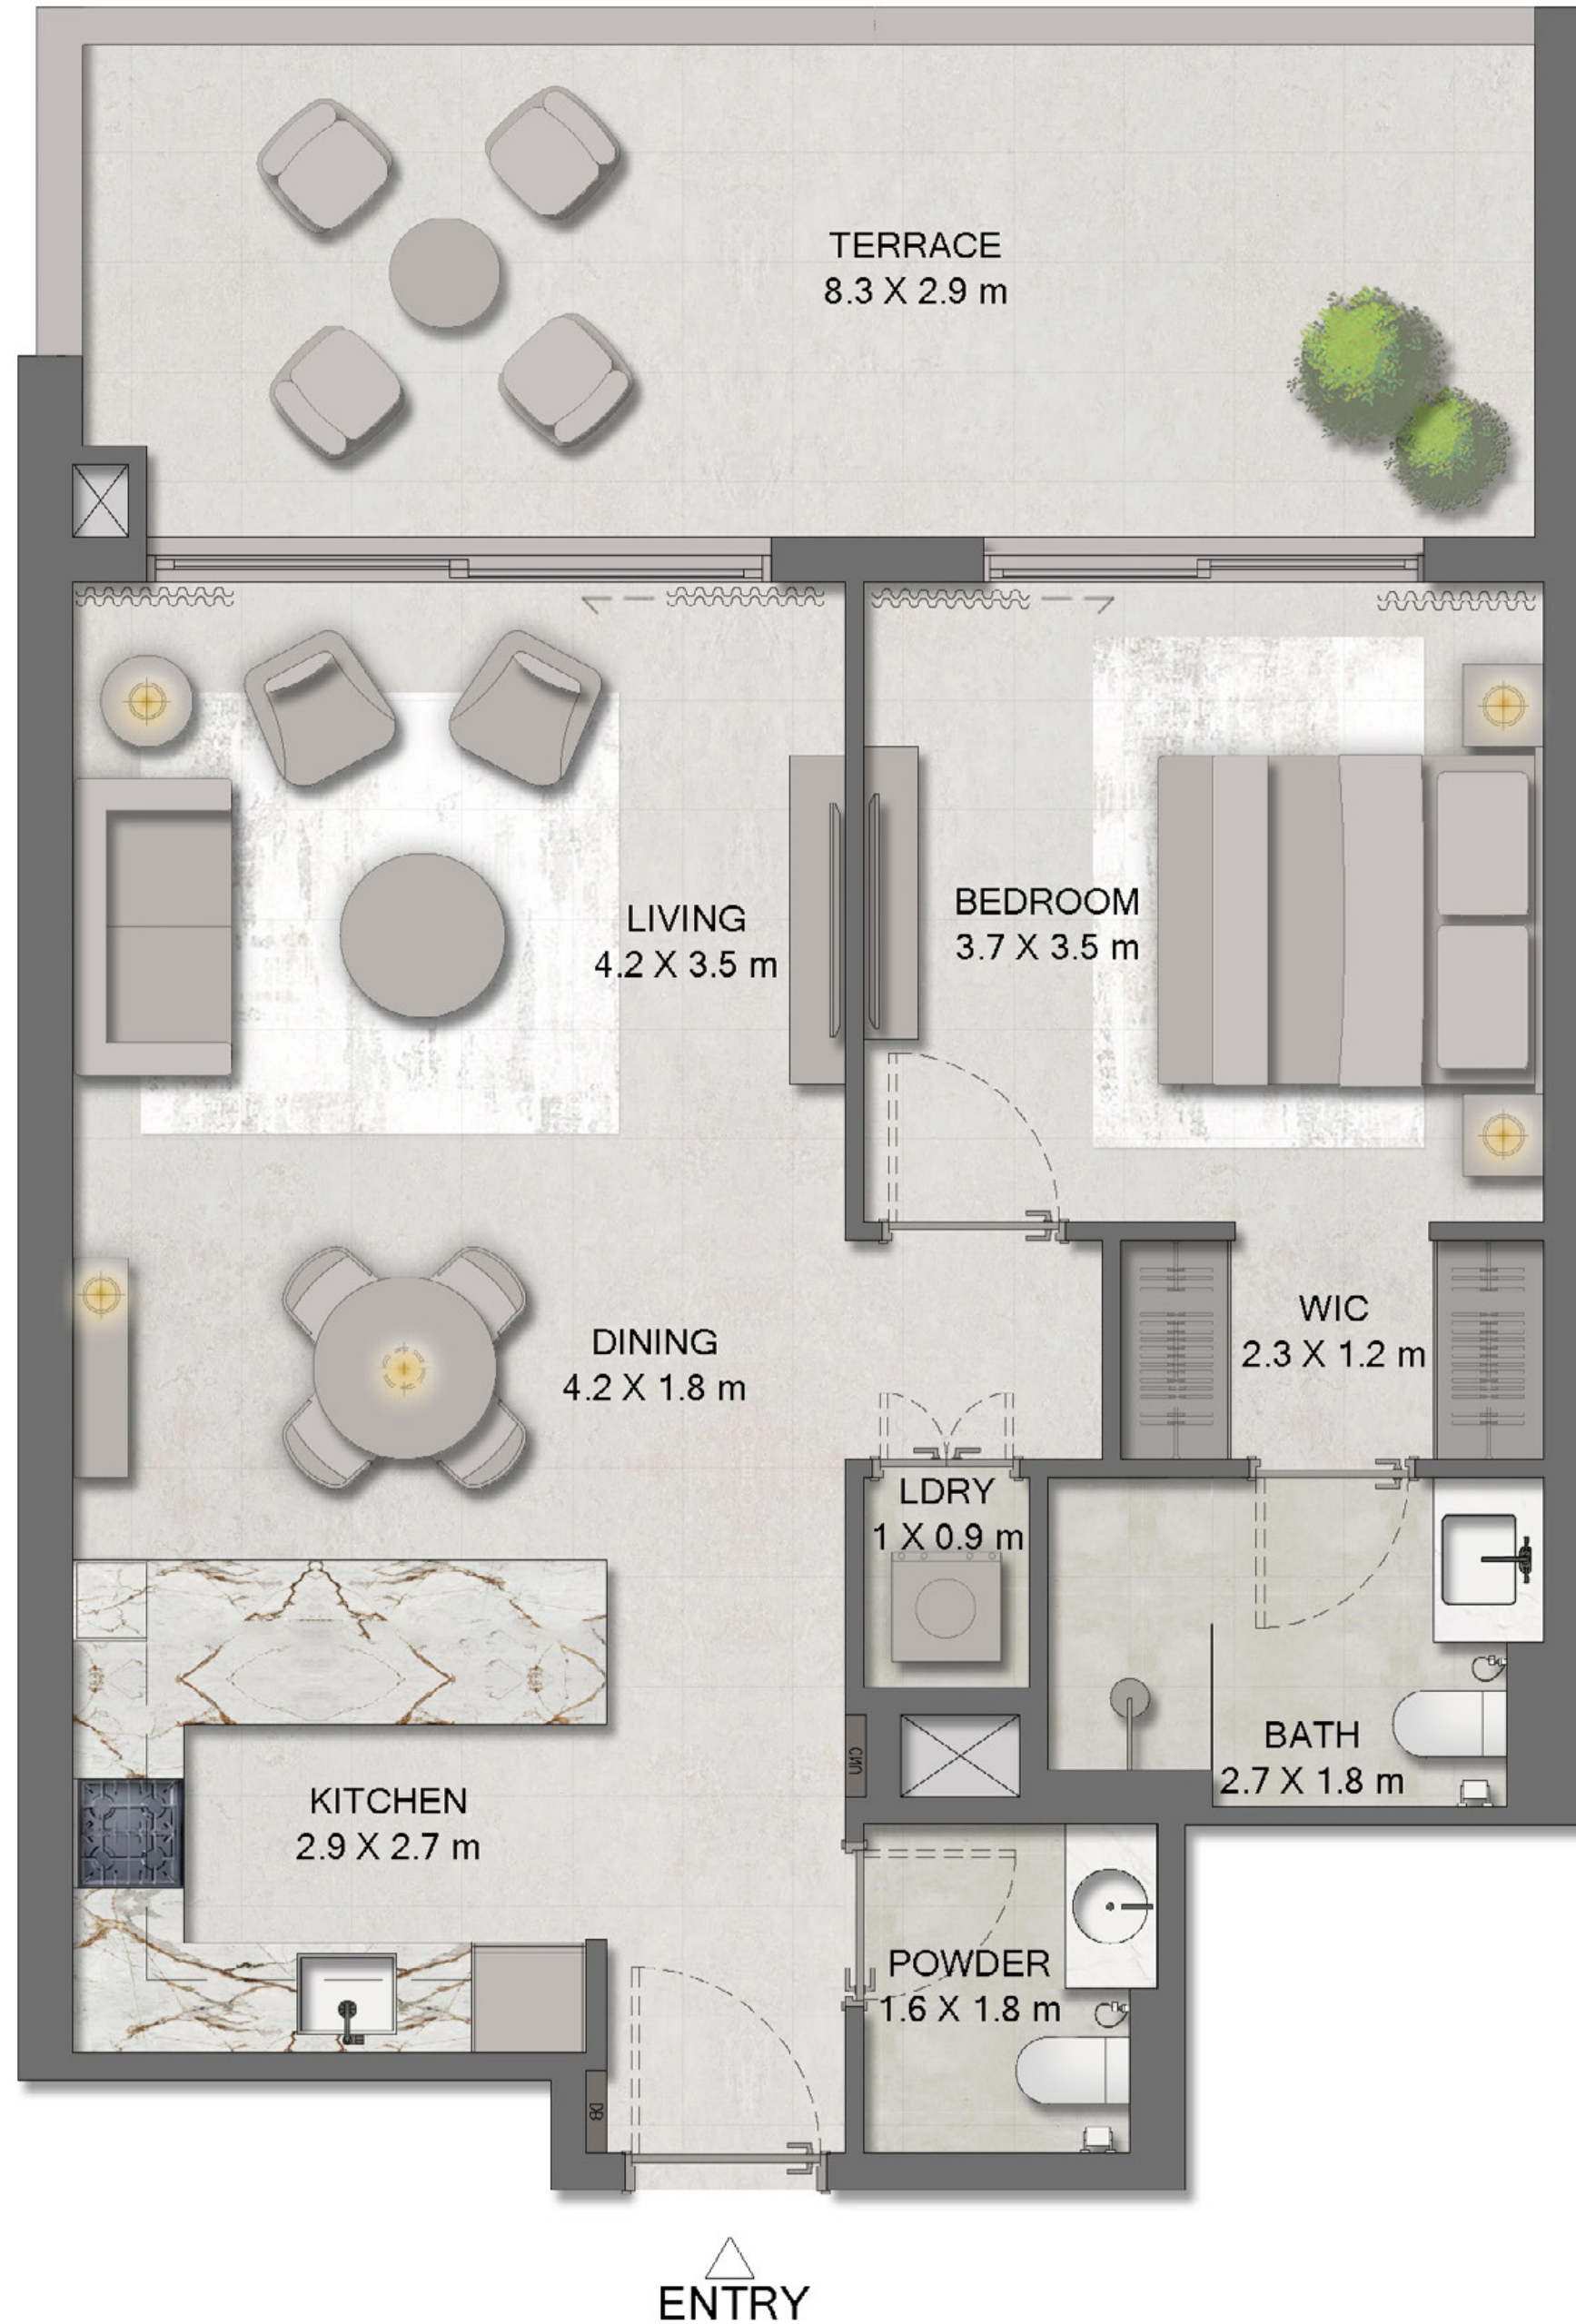 TERRACE
8.3 X 2.9 m
LIVING
4.2 X 3.5 m
BEDROOM
3.7 X 3.5 m
DINING
4.2 X 1.8 m
WIC
2.3 X 1.2 m
LDRY
1 X 0.9 m
BATH
2.7 X 1.8 m
KITCHEN
2.9 X 2.7 m
POWDER
1.6 X 1.8 m
DB
ENTRY